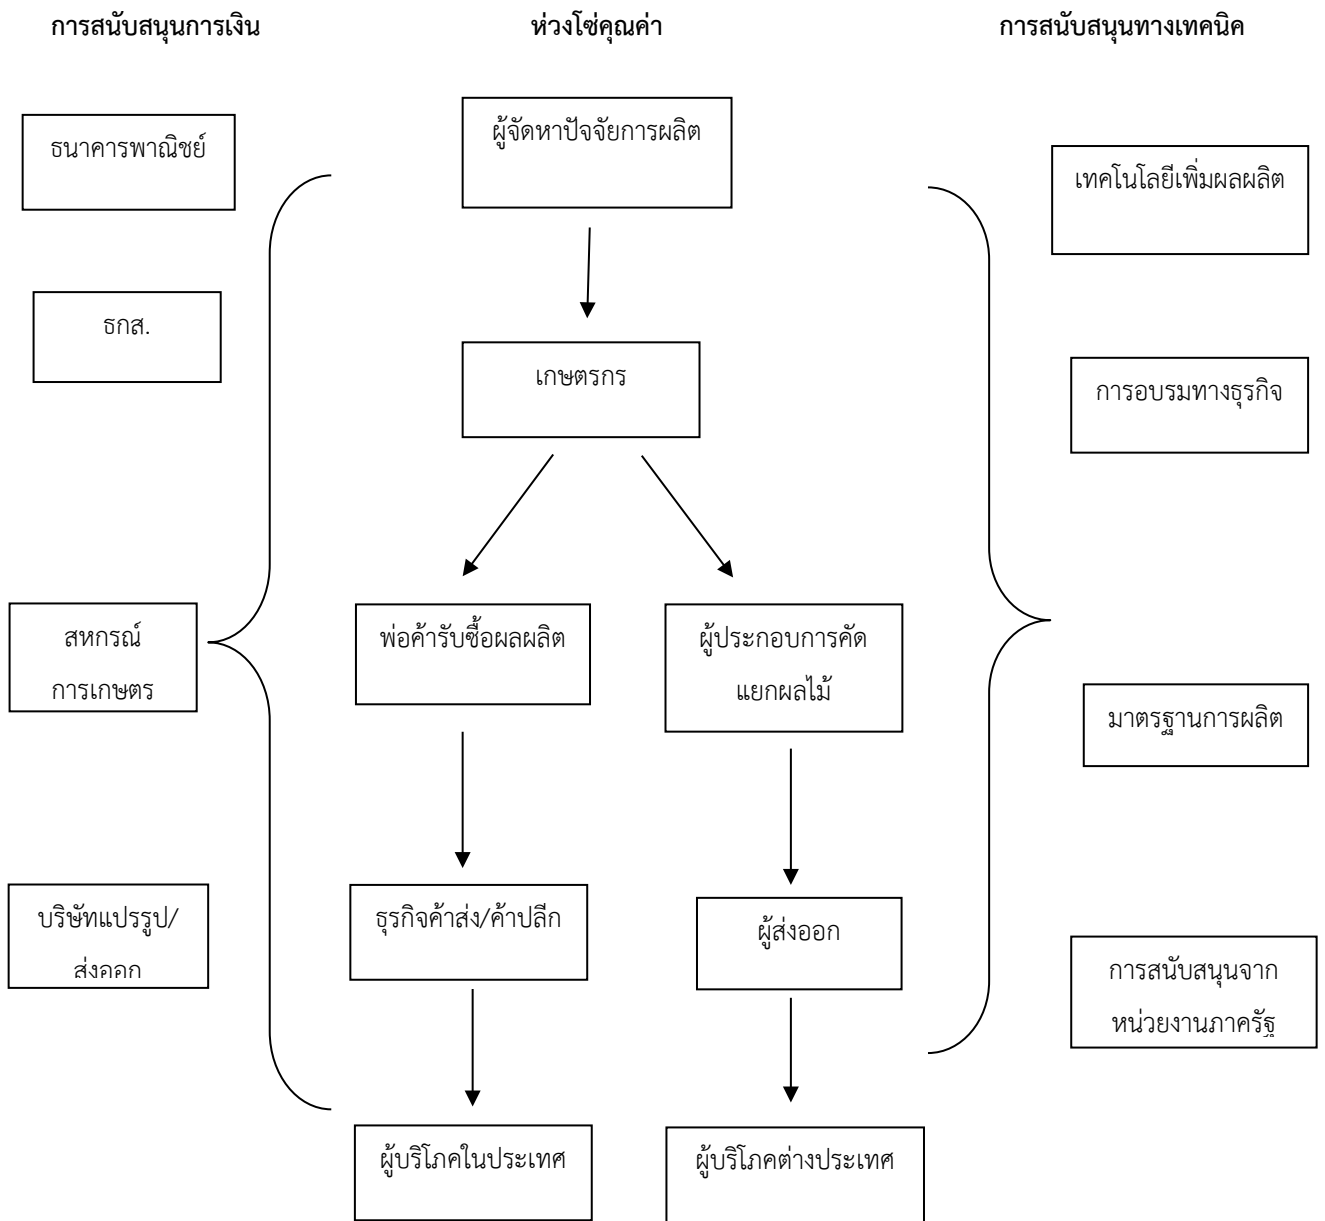 การสนับสนุนการเงิน
ห่วงโซ่คุณค่า
การสนับสนุนทางเทคนิค
ธนาคารพาณิชย์
ผู้จัดหาปัจจัยการผลิต
เทคโนโลยีเพิ่มผลผลิต
ธกส.
เกษตรกร
การอบรมทางธุรกิจ
สหกรณ์
การเกษตร
พ่อค้ารับซื้อผลผลิต
ผู้ประกอบการคัด
แยกผลไม้
มาตรฐานการผลิต
บริษัทแปรรูป/
ส่งออก
ธุรกิจค้าส่ง/ค้าปลีก
ผู้ส่งออก
การสนับสนุนจาก
หน่วยงานภาครัฐ
ผู้บริโภคในประเทศ
ผู้บริโภคต่างประเทศ